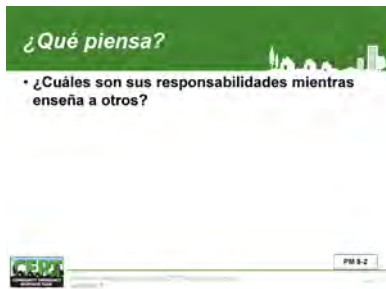 ¿Qué piensa?
• ¿Cuáles son sus responsabilidades mientras
enseña a otros?
PM 8-2
CERT